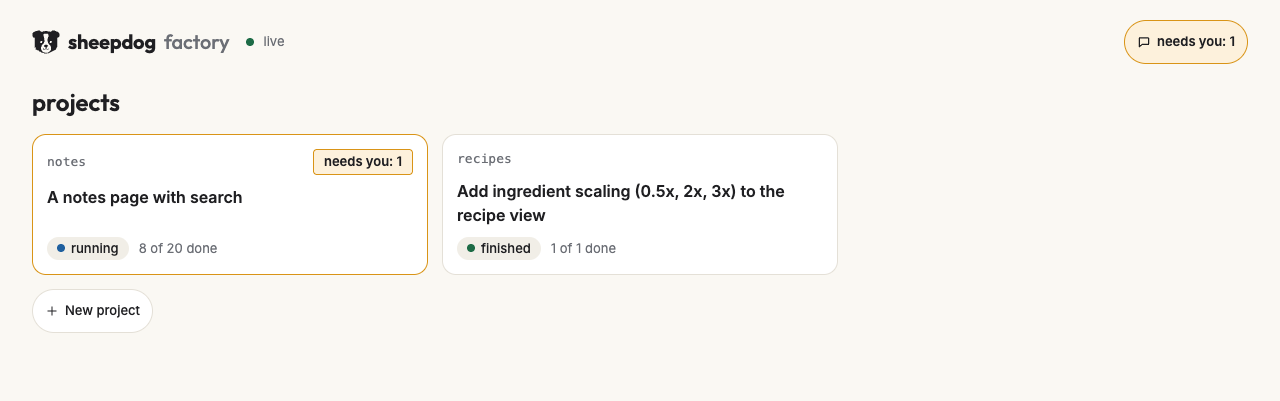 sheepdog factory live
needs you: 1
projects
notes
needs you: 1
A notes page with search
running 8 of 20 done
recipes
Add ingredient scaling (0.5x, 2x, 3x) to the
recipe view
finished 1 of 1 done
+ New project